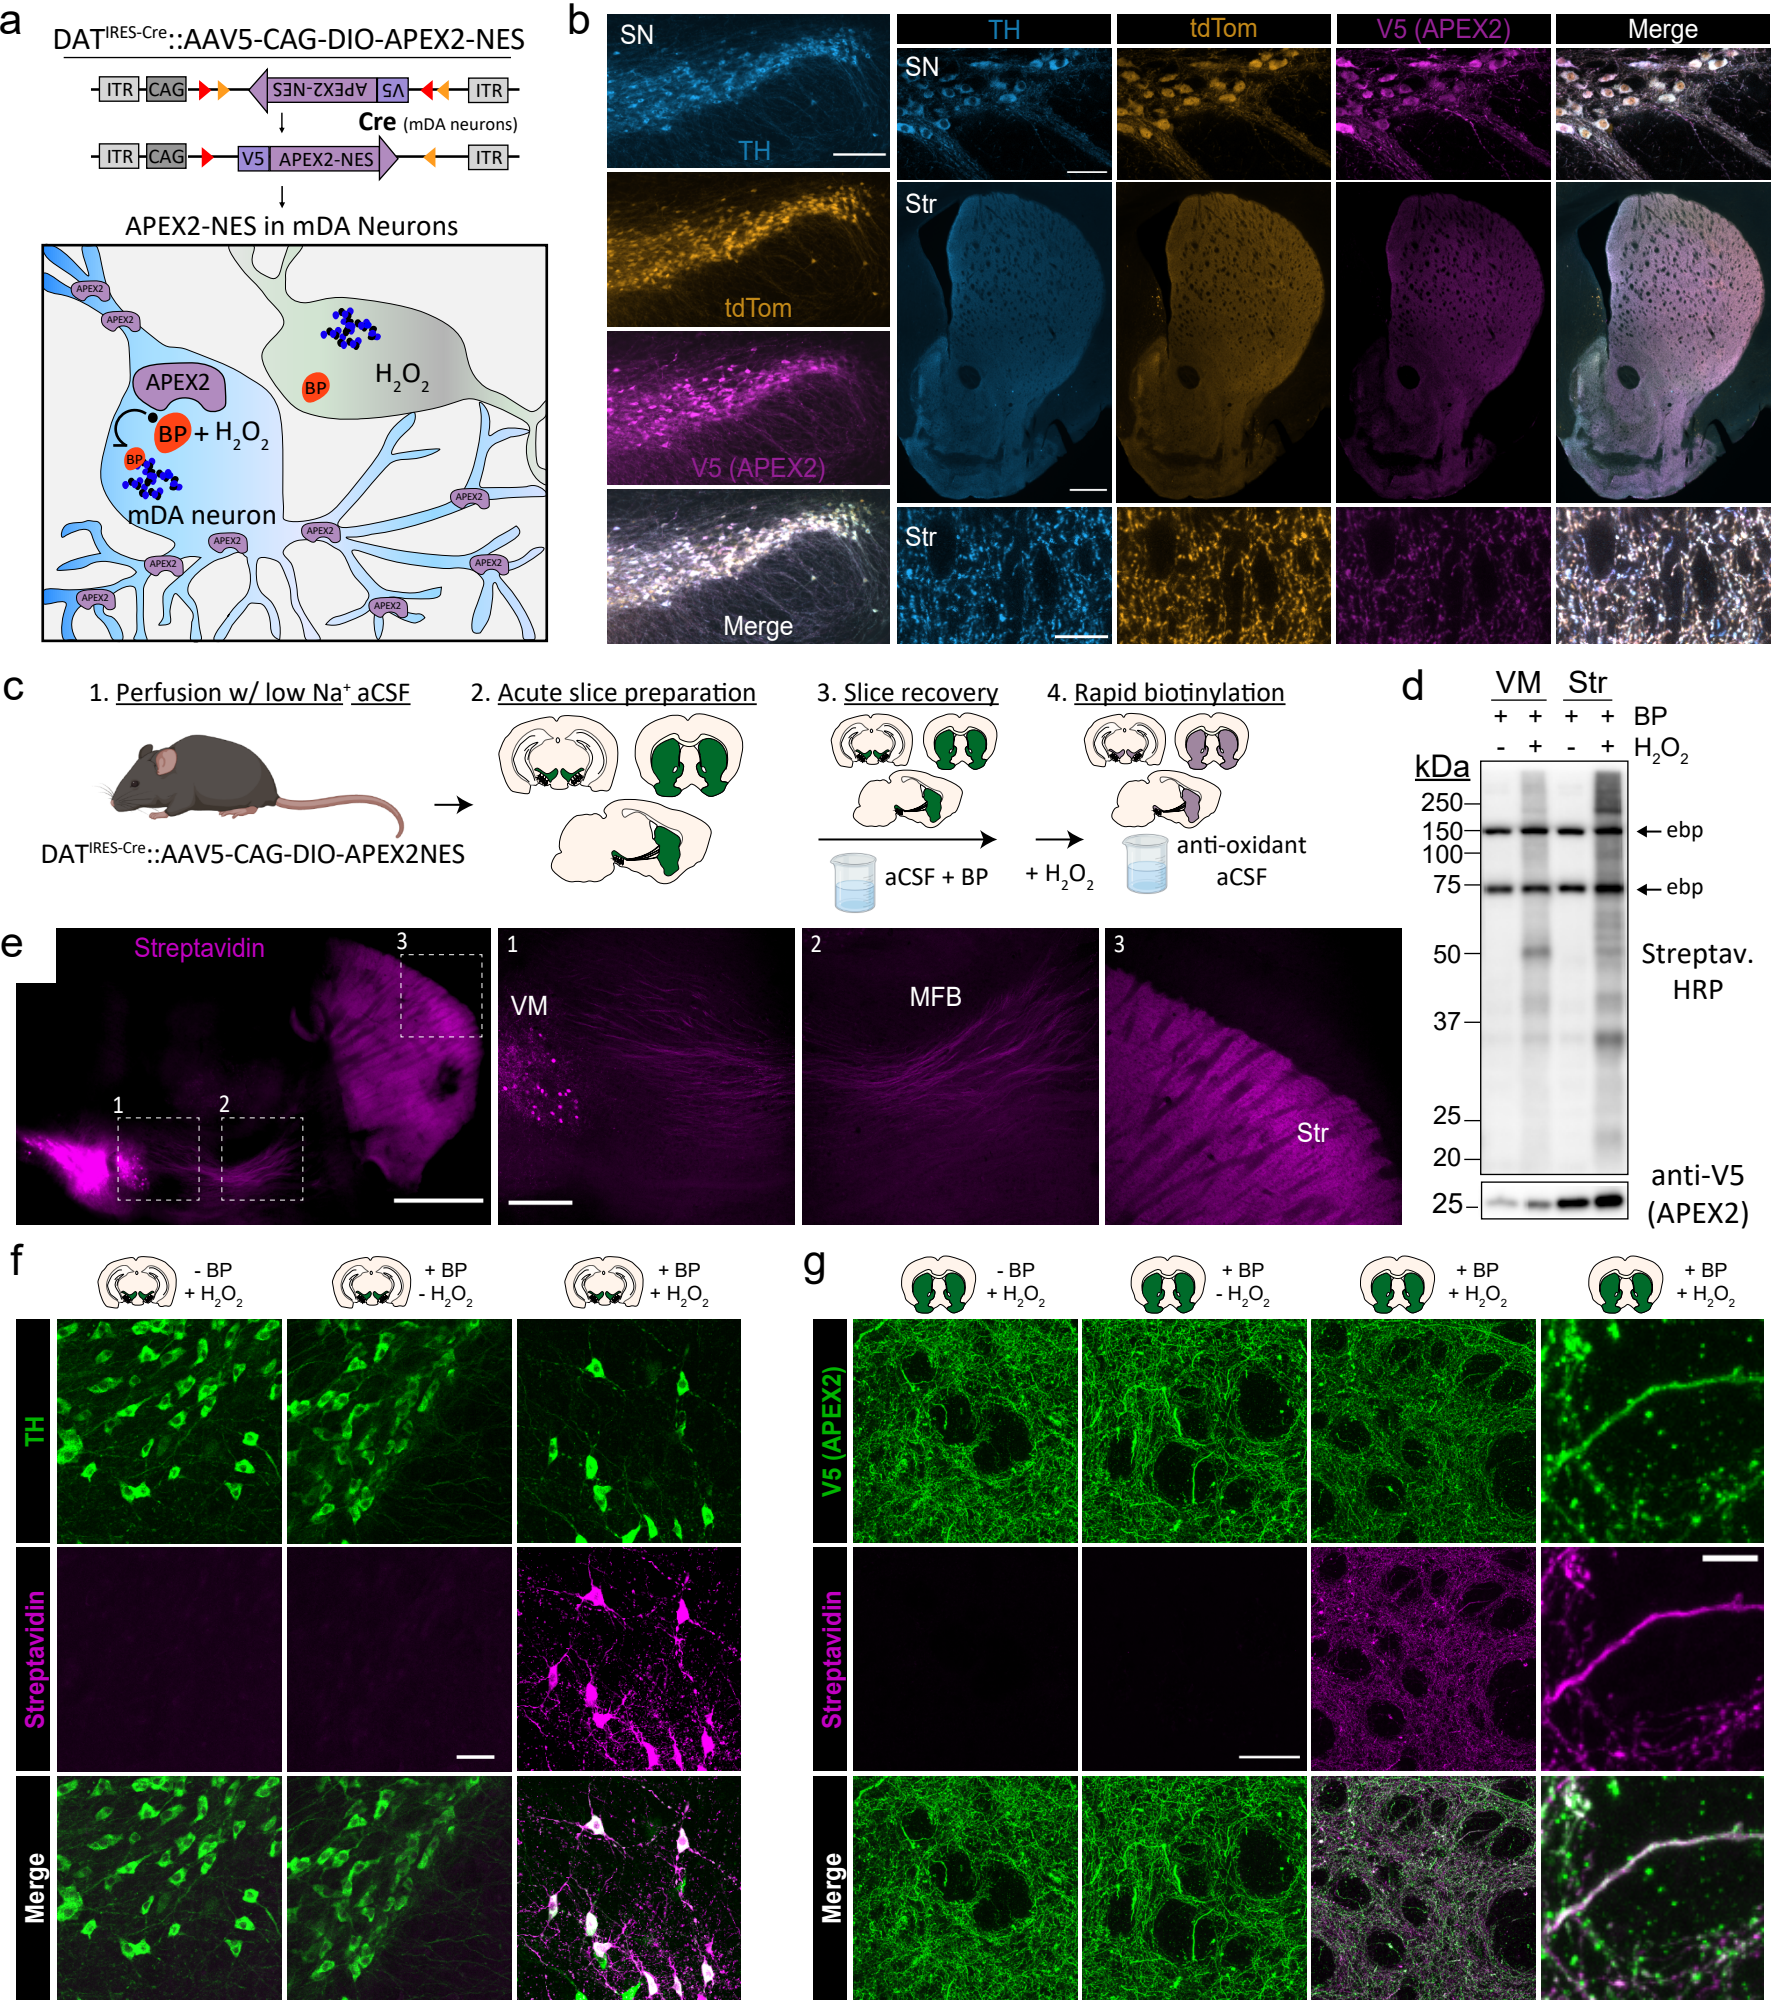 a
DAT^IRES-Cre::AAV5-CAG-DIO-APEX2-NES
ITR CAG APEX2-NES V5 ITR
Cre (mDA neurons)
ITR CAG V5 APEX2-NES ITR
APEX2-NES in mDA Neurons
APEX2
APEX2
APEX2
BP + H2O2
BP
mDA neuron
BP
H2O2
APEX2
APEX2
APEX2
APEX2
APEX2
APEX2
APEX2
b
SN
TH
tdTom
V5 (APEX2)
Merge
TH tdTom V5 (APEX2) Merge
SN
Str
Str
c
1. Perfusion w/ low Na+ aCSF
DAT^IRES-Cre::AAV5-CAG-DIO-APEX2NES
2. Acute slice preparation
3. Slice recovery
aCSF + BP
+ H2O2
4. Rapid biotinylation
anti-oxidant
aCSF
d
VM Str
+ + + + BP
- + - + H2O2
kDa
250
150
100
75
50
37
25
20
25
ebp
ebp
Streptav.
HRP
anti-V5
(APEX2)
e
Streptavidin
1
2
3
1
VM
2
MFB
3
Str
f
- BP
+ H2O2
+ BP
- H2O2
+ BP
+ H2O2
TH
Streptavidin
Merge
g
- BP
+ H2O2
+ BP
- H2O2
+ BP
+ H2O2
+ BP
+ H2O2
V5 (APEX2)
Streptavidin
Merge